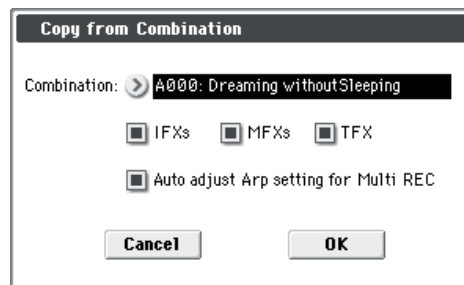 Copy from Combination
Combination: A000: Dreaming withoutSleeping
IFXs MFXs TFX
Auto adjust Arp setting for Multi REC
Cancel OK